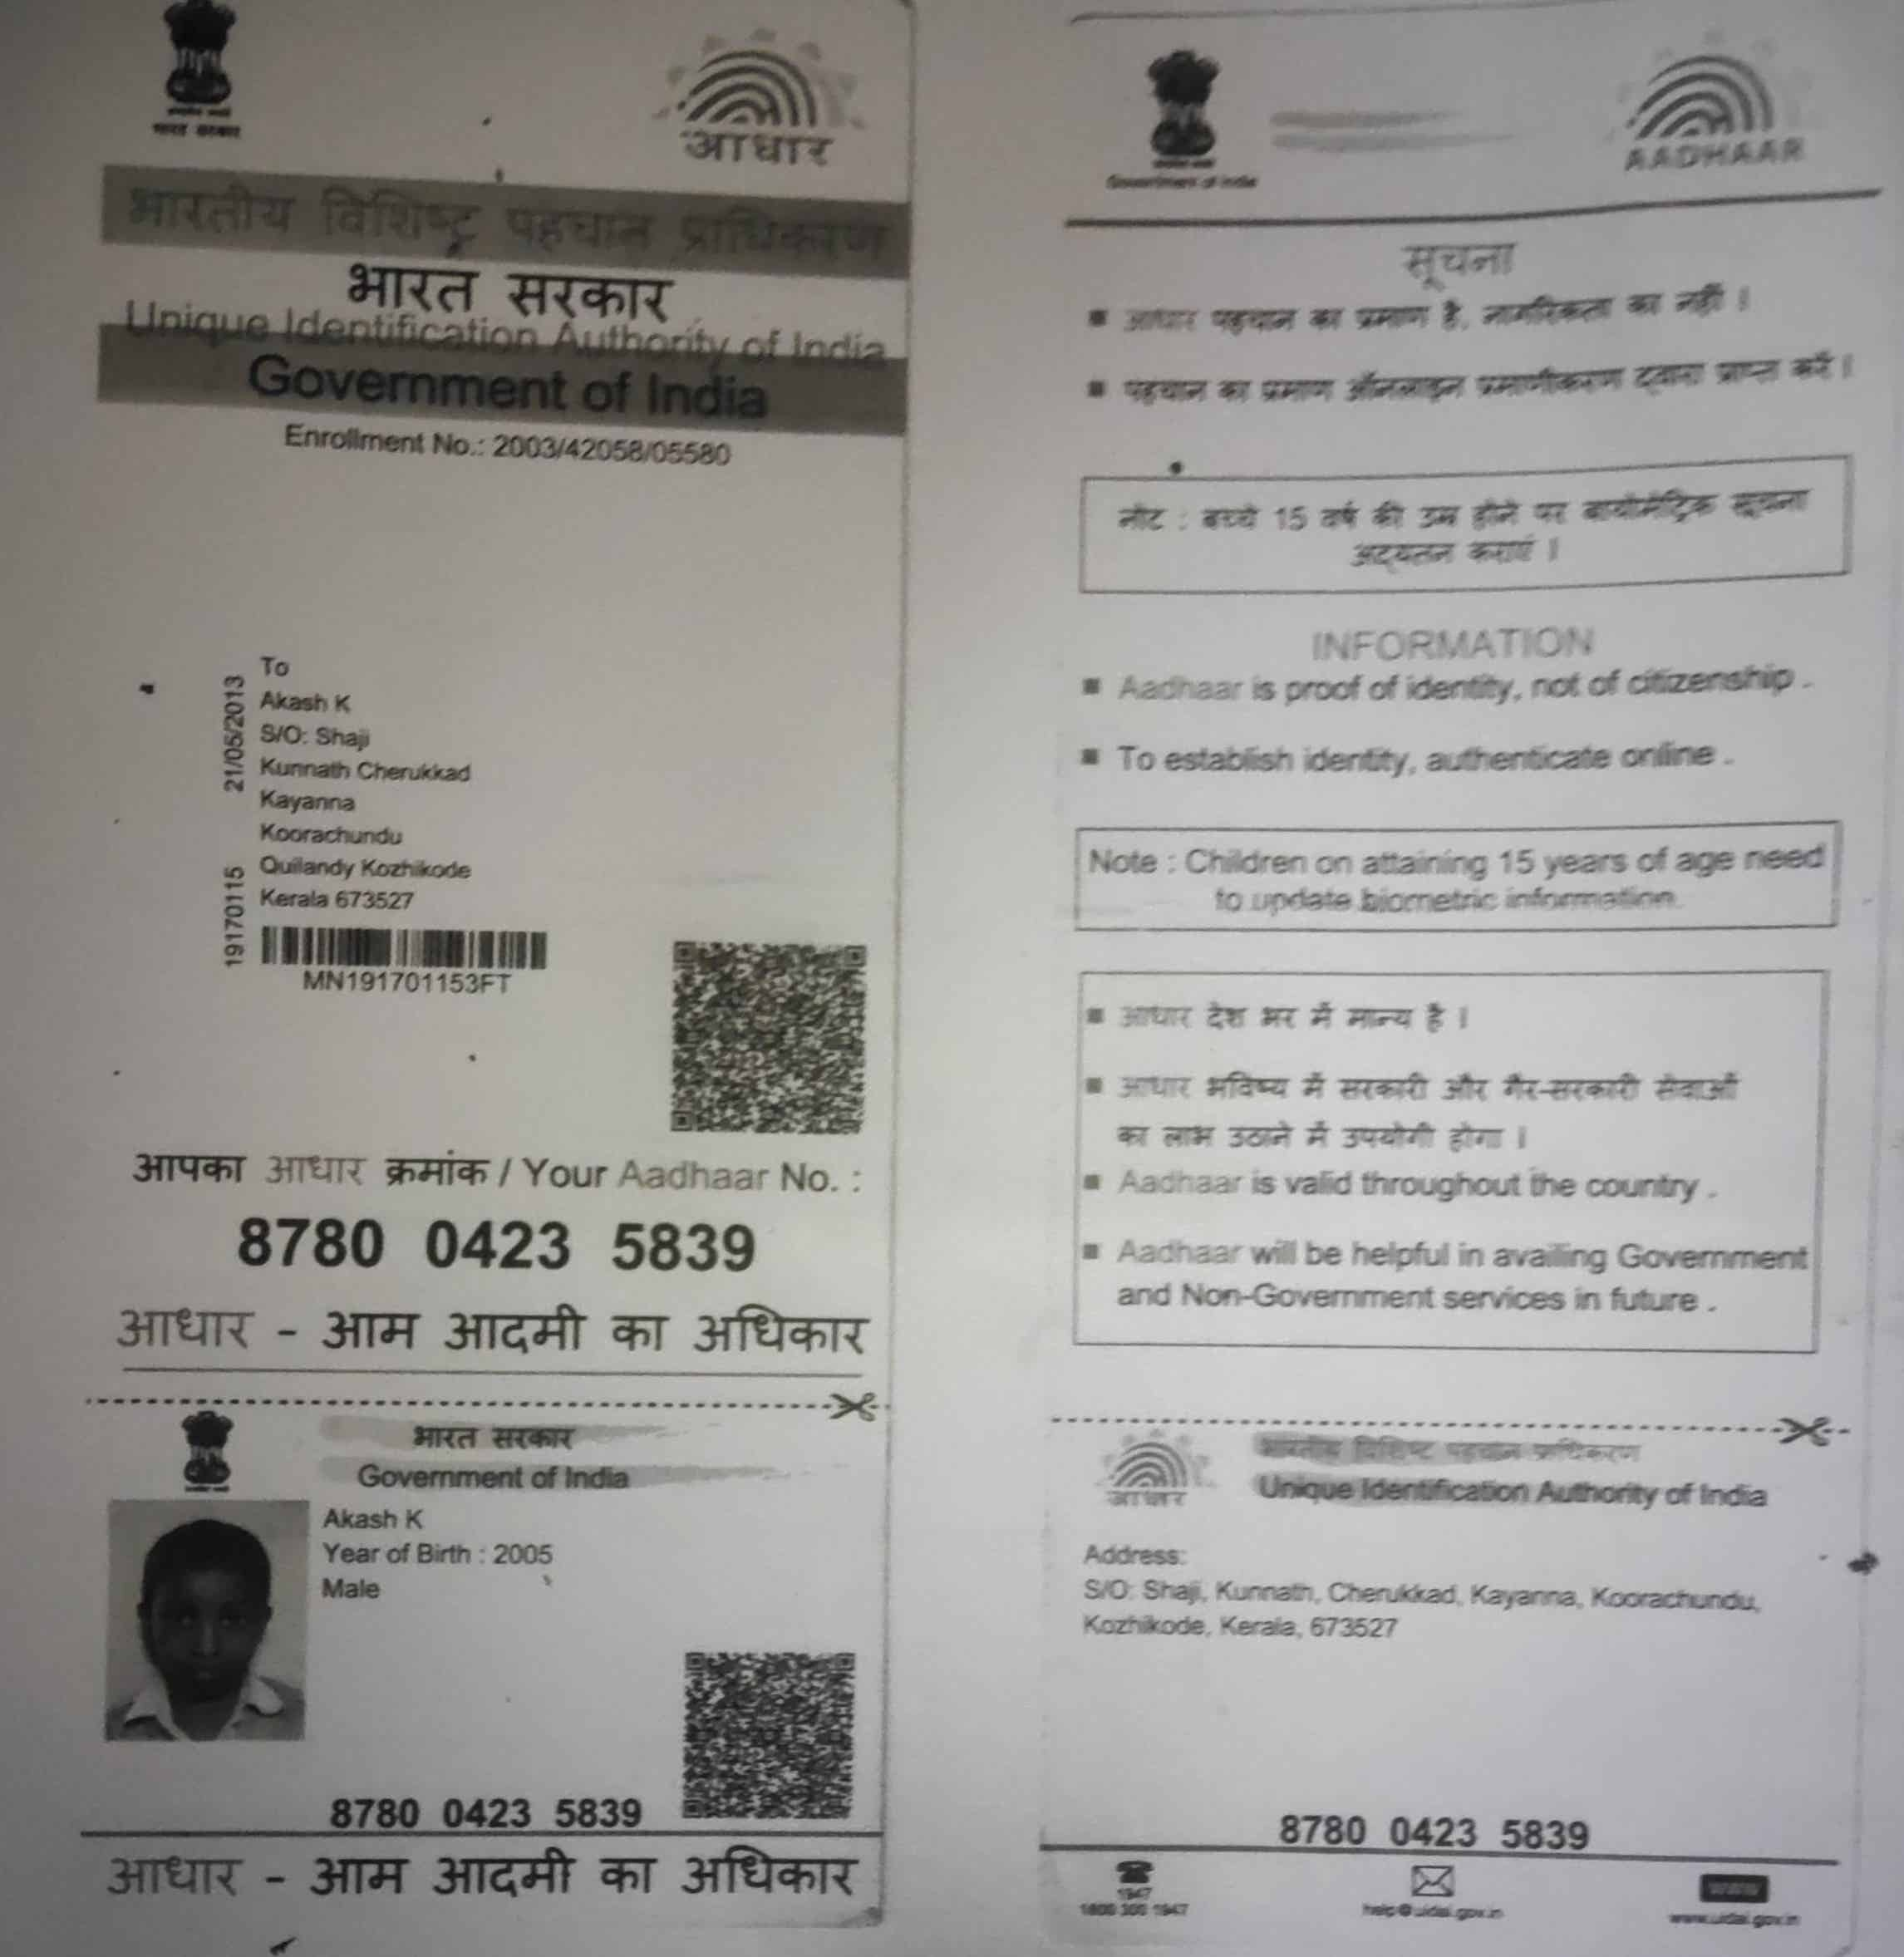 भारत सरकार
आधार
भारतीय विशिष्ट पहचान प्राधिकरण
भारत सरकार
Unique Identification Authority of India
Government of India
Enrollment No.: 2003/42058/05580
21/05/2013
19170115
To
Akash K
S/O: Shaji
Kunnath Cherukkad
Kayanna
Koorachundu
Quilandy Kozhikode
Kerala 673527
MN191701153FT
आपका आधार क्रमांक / Your Aadhaar No. :
8780 0423 5839
आधार - आम आदमी का अधिकार
भारत सरकार
Government of India
Akash K
Year of Birth : 2005
Male
8780 0423 5839
आधार - आम आदमी का अधिकार
Government of India
AADHAAR
सूचना
■ आधार पहचान का प्रमाण है, नागरिकता का नहीं ।
■ पहचान का प्रमाण ऑनलाइन प्रमाणीकरण द्वारा प्राप्त करें ।
नोट : बच्चे 15 वर्ष की उम्र होने पर बायोमेट्रिक सूचना
अद्यतन कराएं ।
INFORMATION
■ Aadhaar is proof of identity, not of citizenship .
■ To establish identity, authenticate online .
Note : Children on attaining 15 years of age need
to update biometric information.
■ आधार देश भर में मान्य है ।
■ आधार भविष्य में सरकारी और गैर-सरकारी सेवाओं
का लाभ उठाने में उपयोगी होगा ।
■ Aadhaar is valid throughout the country .
■ Aadhaar will be helpful in availing Government
and Non-Government services in future .
आधार
भारतीय विशिष्ट पहचान प्राधिकरण
Unique Identification Authority of India
Address:
S/O: Shaji, Kunnath, Cherukkad, Kayanna, Koorachundu,
Kozhikode, Kerala, 673527
8780 0423 5839
1947
1800 300 1947
help@uidai.gov.in
www
www.uidai.gov.in